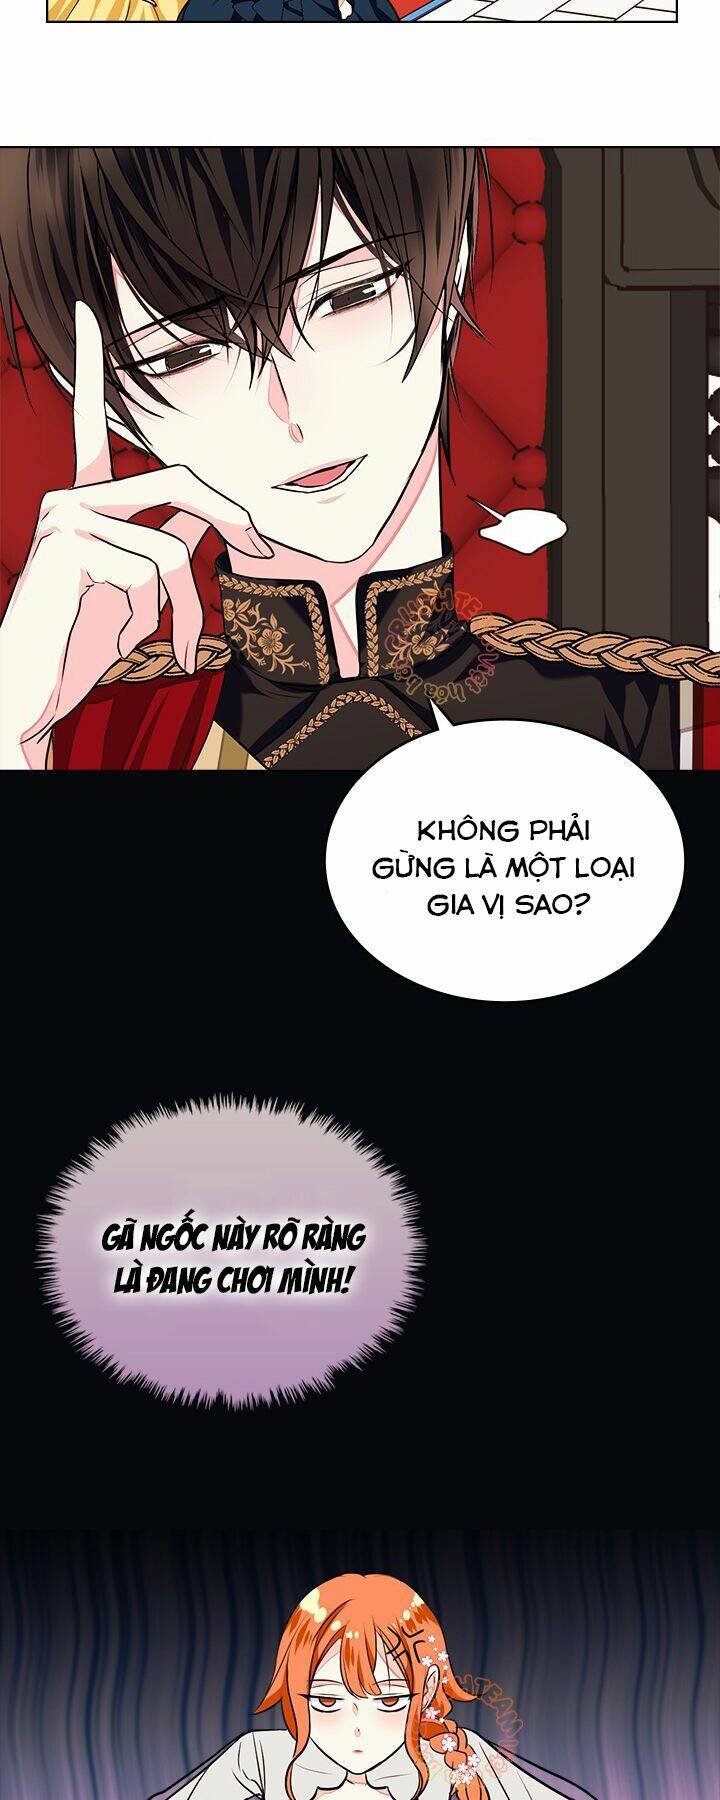 KHÔNG PHẢI
GỪNG LÀ MỘT LOẠI
GIA VỊ SAO?
GÃ NGỐC NÀY RÕ RÀNG
LÀ ĐANG CHƠI MÌNH!